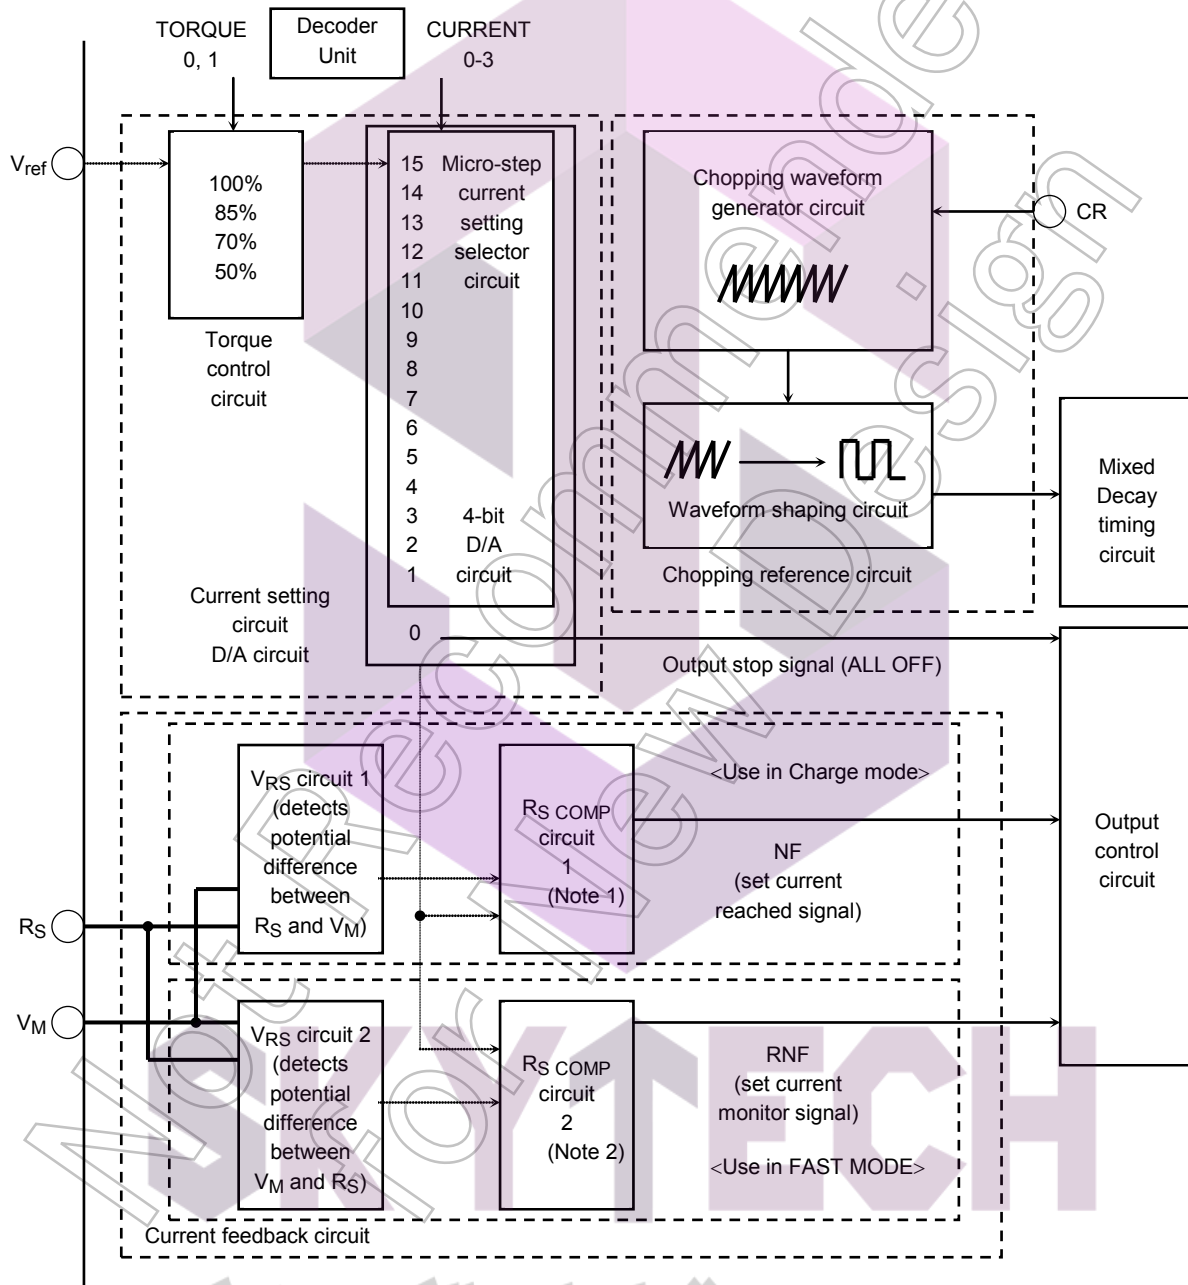 TORQUE
0, 1
Decoder
Unit
CURRENT
0-3
Vref
100%
85%
70%
50%
Torque
control
circuit
15 Micro-step
14 current
13 setting
12 selector
11 circuit
10
9
8
7
6
5
4
3 4-bit
2 D/A
1 circuit
0
Current setting
circuit
D/A circuit
Chopping waveform
generator circuit
CR
Waveform shaping circuit
Chopping reference circuit
Mixed
Decay
timing
circuit
Output stop signal (ALL OFF)
VRS circuit 1
(detects
potential
difference
between
RS and VM)
RS COMP
circuit
1
(Note 1)
<Use in Charge mode>
NF
(set current
reached signal)
Output
control
circuit
RS
VM
VRS circuit 2
(detects
potential
difference
between
VM and RS)
RS COMP
circuit
2
(Note 2)
RNF
(set current
monitor signal)
<Use in FAST MODE>
Current feedback circuit
Not Recommended
for New Design
SKYTECH